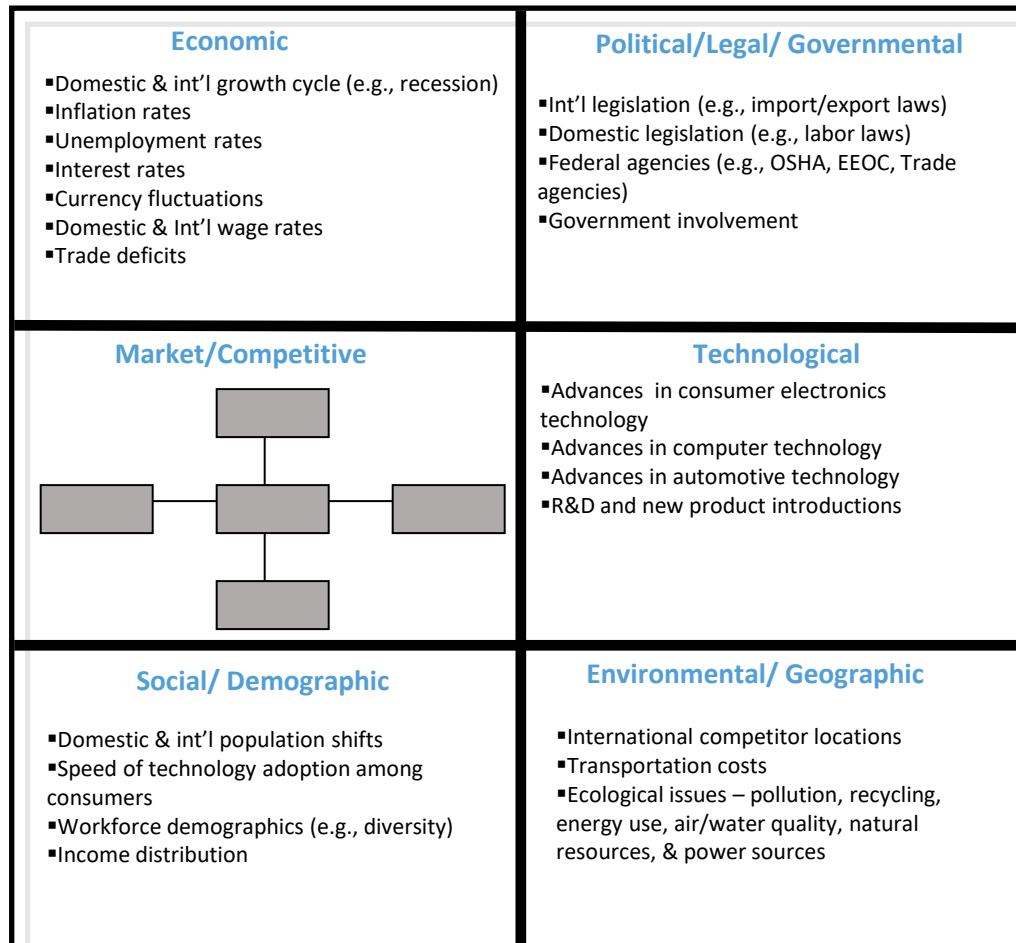 Economic
▪Domestic & int’l growth cycle (e.g., recession)
▪Inflation rates
▪Unemployment rates
▪Interest rates
▪Currency fluctuations
▪Domestic & Int’l wage rates
▪Trade deficits
Political/Legal/ Governmental
▪Int’l legislation (e.g., import/export laws)
▪Domestic legislation (e.g., labor laws)
▪Federal agencies (e.g., OSHA, EEOC, Trade
agencies)
▪Government involvement
Market/Competitive
Technological
▪Advances in consumer electronics
technology
▪Advances in computer technology
▪Advances in automotive technology
▪R&D and new product introductions
Social/ Demographic
▪Domestic & int’l population shifts
▪Speed of technology adoption among
consumers
▪Workforce demographics (e.g., diversity)
▪Income distribution
Environmental/ Geographic
▪International competitor locations
▪Transportation costs
▪Ecological issues – pollution, recycling,
energy use, air/water quality, natural
resources, & power sources